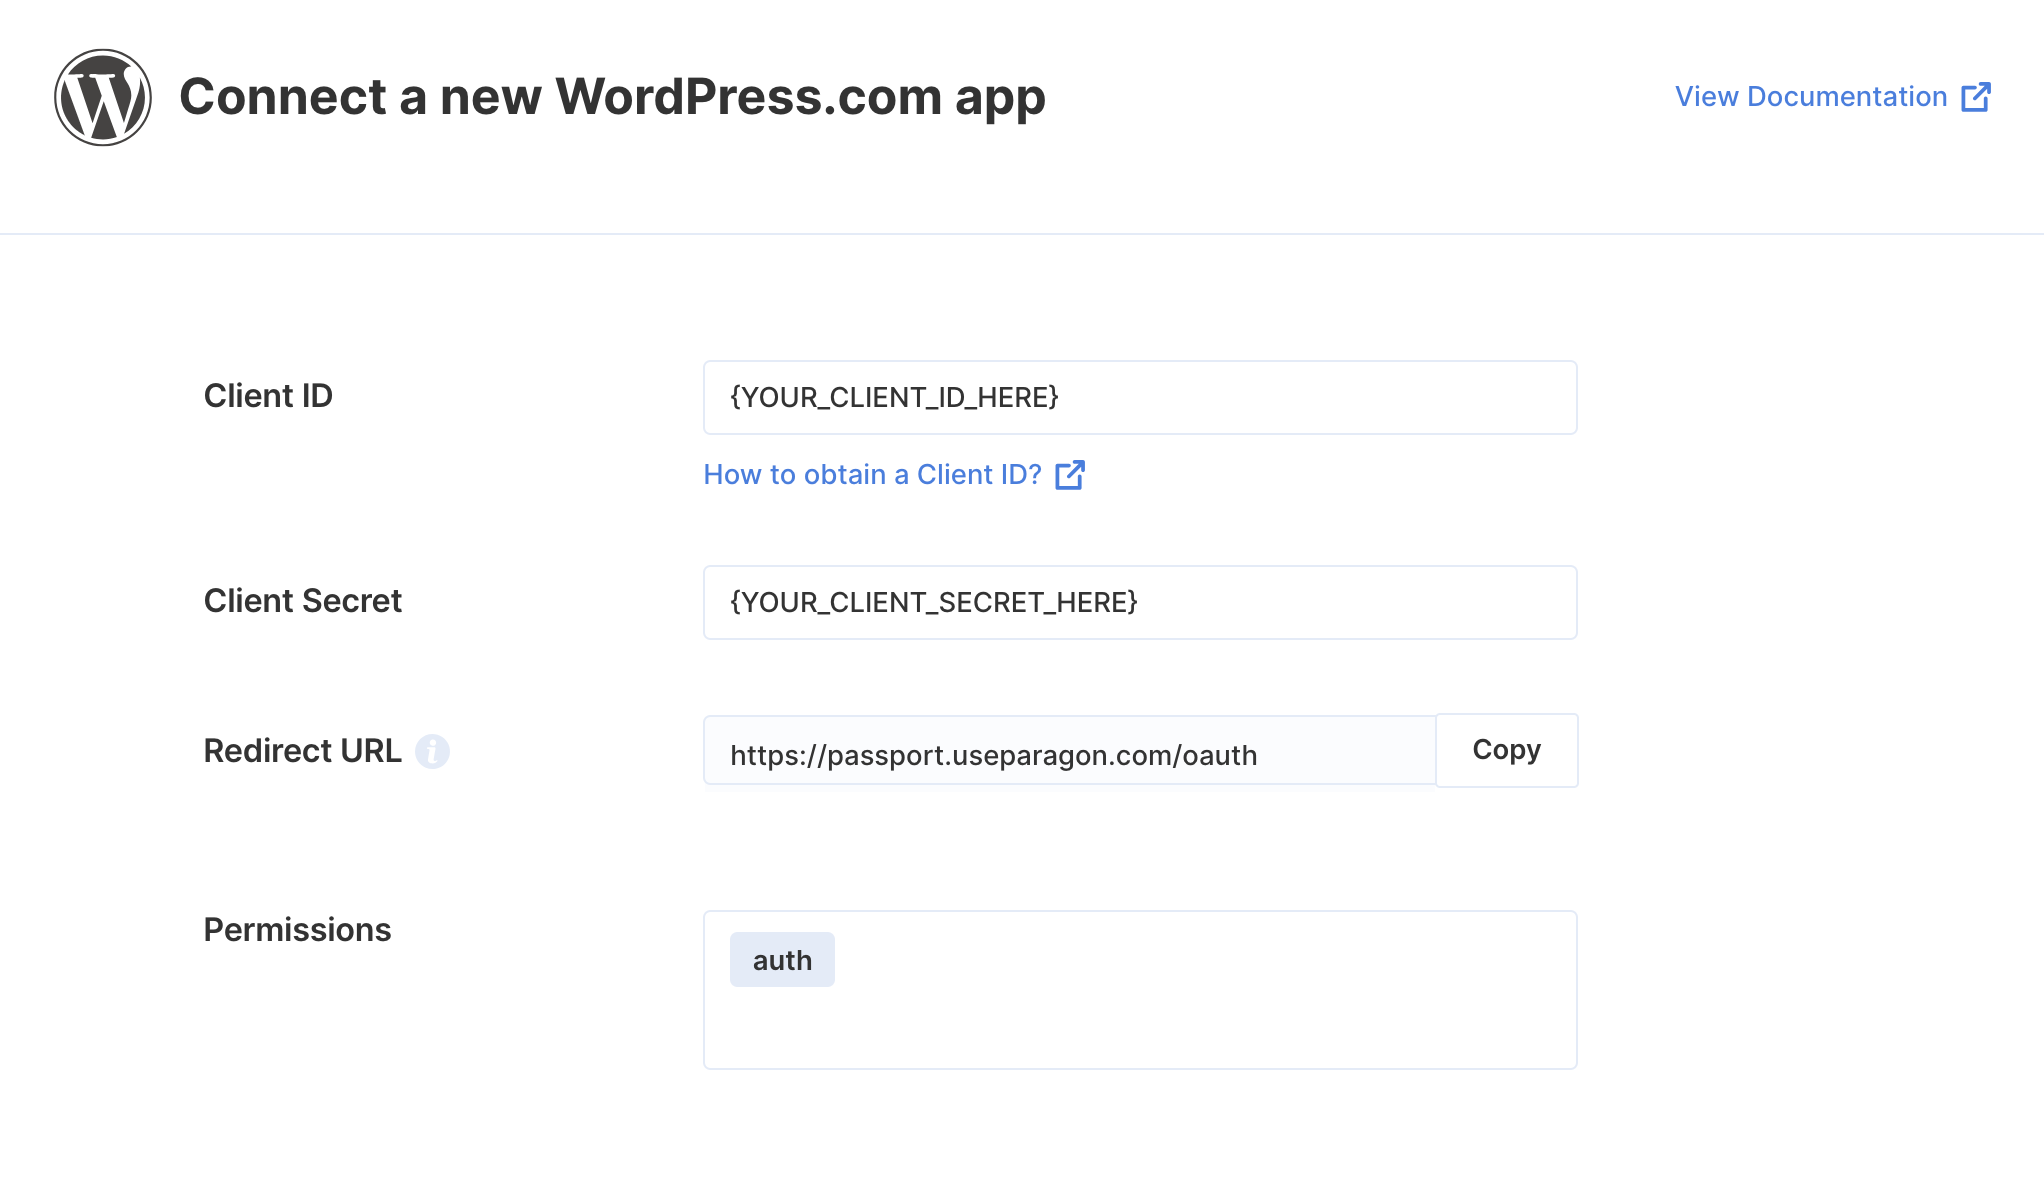 Connect a new WordPress.com app
View Documentation
Client ID
{YOUR_CLIENT_ID_HERE}
How to obtain a Client ID?
Client Secret
{YOUR_CLIENT_SECRET_HERE}
Redirect URL
https://passport.useparagon.com/oauth
Copy
Permissions
auth